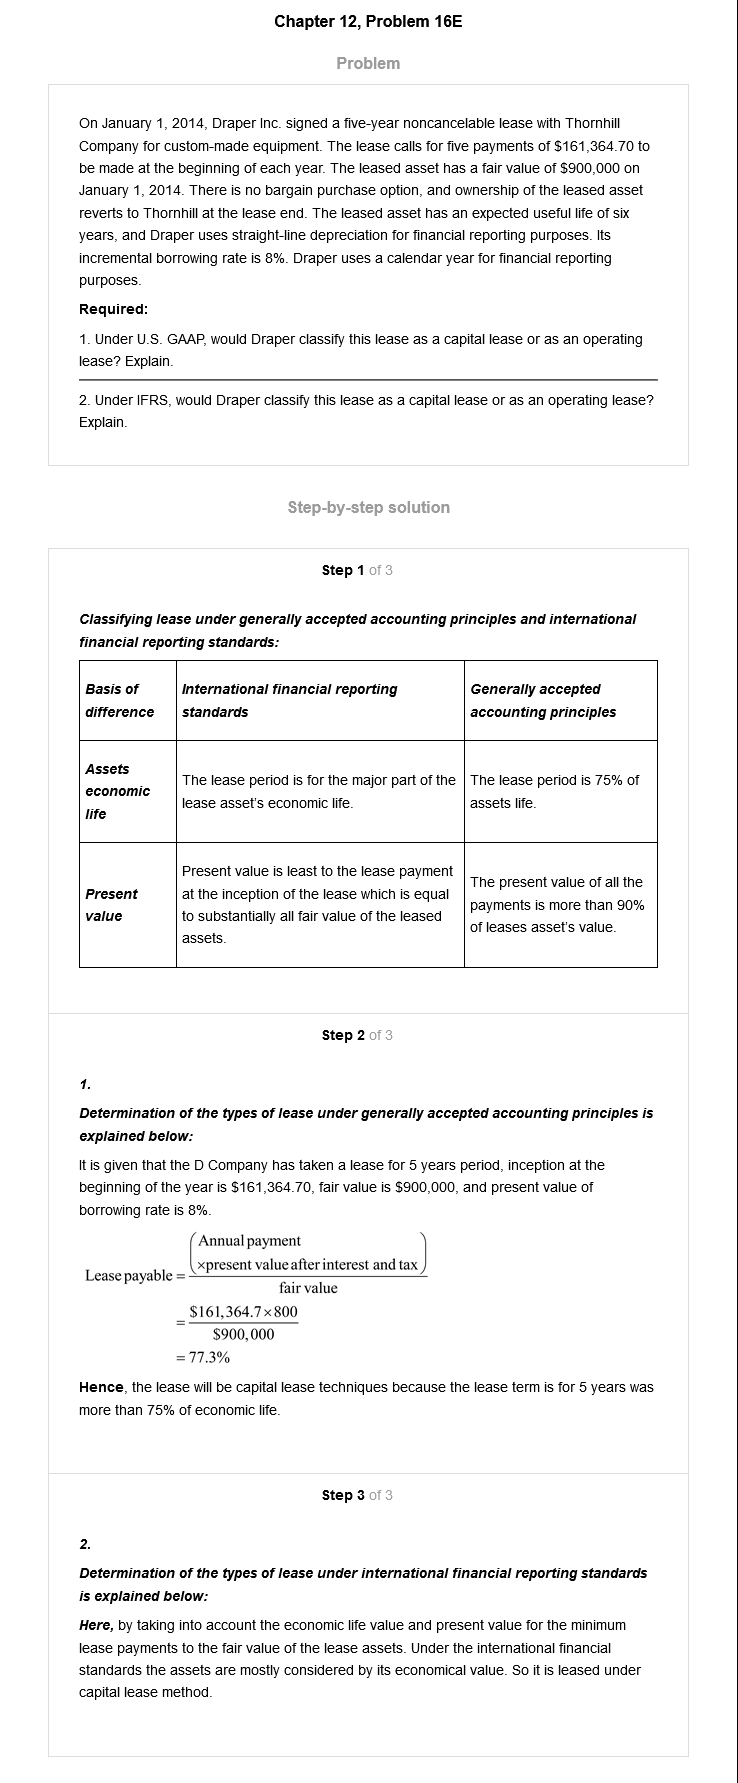 Chapter 12, Problem 16E
Problem
On January 1, 2014, Draper Inc. signed a five-year noncancelable lease with Thornhill
Company for custom-made equipment. The lease calls for five payments of $161,364.70 to
be made at the beginning of each year. The leased asset has a fair value of $900,000 on
January 1, 2014. There is no bargain purchase option, and ownership of the leased asset
reverts to Thornhill at the lease end. The leased asset has an expected useful life of six
years, and Draper uses straight-line depreciation for financial reporting purposes. Its
incremental borrowing rate is 8%. Draper uses a calendar year for financial reporting
purposes.
Required:
1. Under U.S. GAAP, would Draper classify this lease as a capital lease or as an operating
lease? Explain.
2. Under IFRS, would Draper classify this lease as a capital lease or as an operating lease?
Explain.
Step-by-step solution
Step 1 of 3
Classifying lease under generally accepted accounting principles and international
financial reporting standards:
Basis of
difference
International financial reporting
standards
Generally accepted
accounting principles
Assets
economic
life
The lease period is for the major part of the
lease asset's economic life.
The lease period is 75% of
assets life.
Present
value
Present value is least to the lease payment
at the inception of the lease which is equal
to substantially all fair value of the leased
assets.
The present value of all the
payments is more than 90%
of leases asset's value.
Step 2 of 3
1.
Determination of the types of lease under generally accepted accounting principles is
explained below:
It is given that the D Company has taken a lease for 5 years period, inception at the
beginning of the year is $161,364.70, fair value is $900,000, and present value of
borrowing rate is 8%.
(Annual payment
×present value after interest and tax)
Lease payable =
fair value
= $161,364.7×800
$900,000
= 77.3%
Hence, the lease will be capital lease techniques because the lease term is for 5 years was
more than 75% of economic life.
Step 3 of 3
2.
Determination of the types of lease under international financial reporting standards
is explained below:
Here, by taking into account the economic life value and present value for the minimum
lease payments to the fair value of the lease assets. Under the international financial
standards the assets are mostly considered by its economical value. So it is leased under
capital lease method.